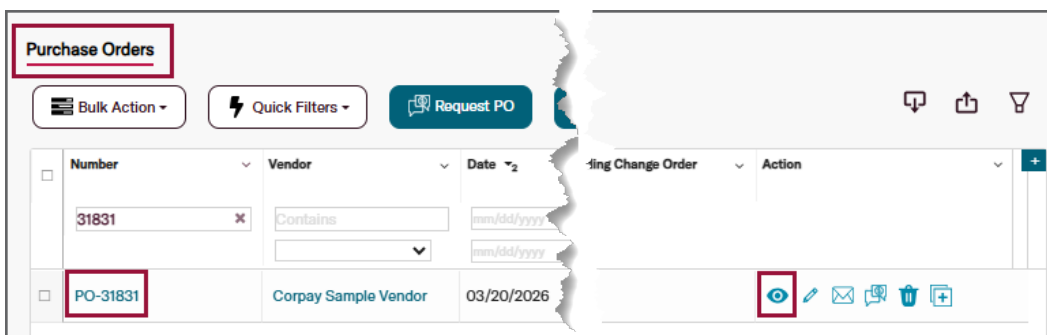 Purchase Orders
Bulk Action
Quick Filters
Request PO
Number
Vendor
Date
2
Change Order
Action
+
31831
Contains
mm/dd/yyyy
mm/dd/yyyy
PO-31831
Corpay Sample Vendor
03/20/2026